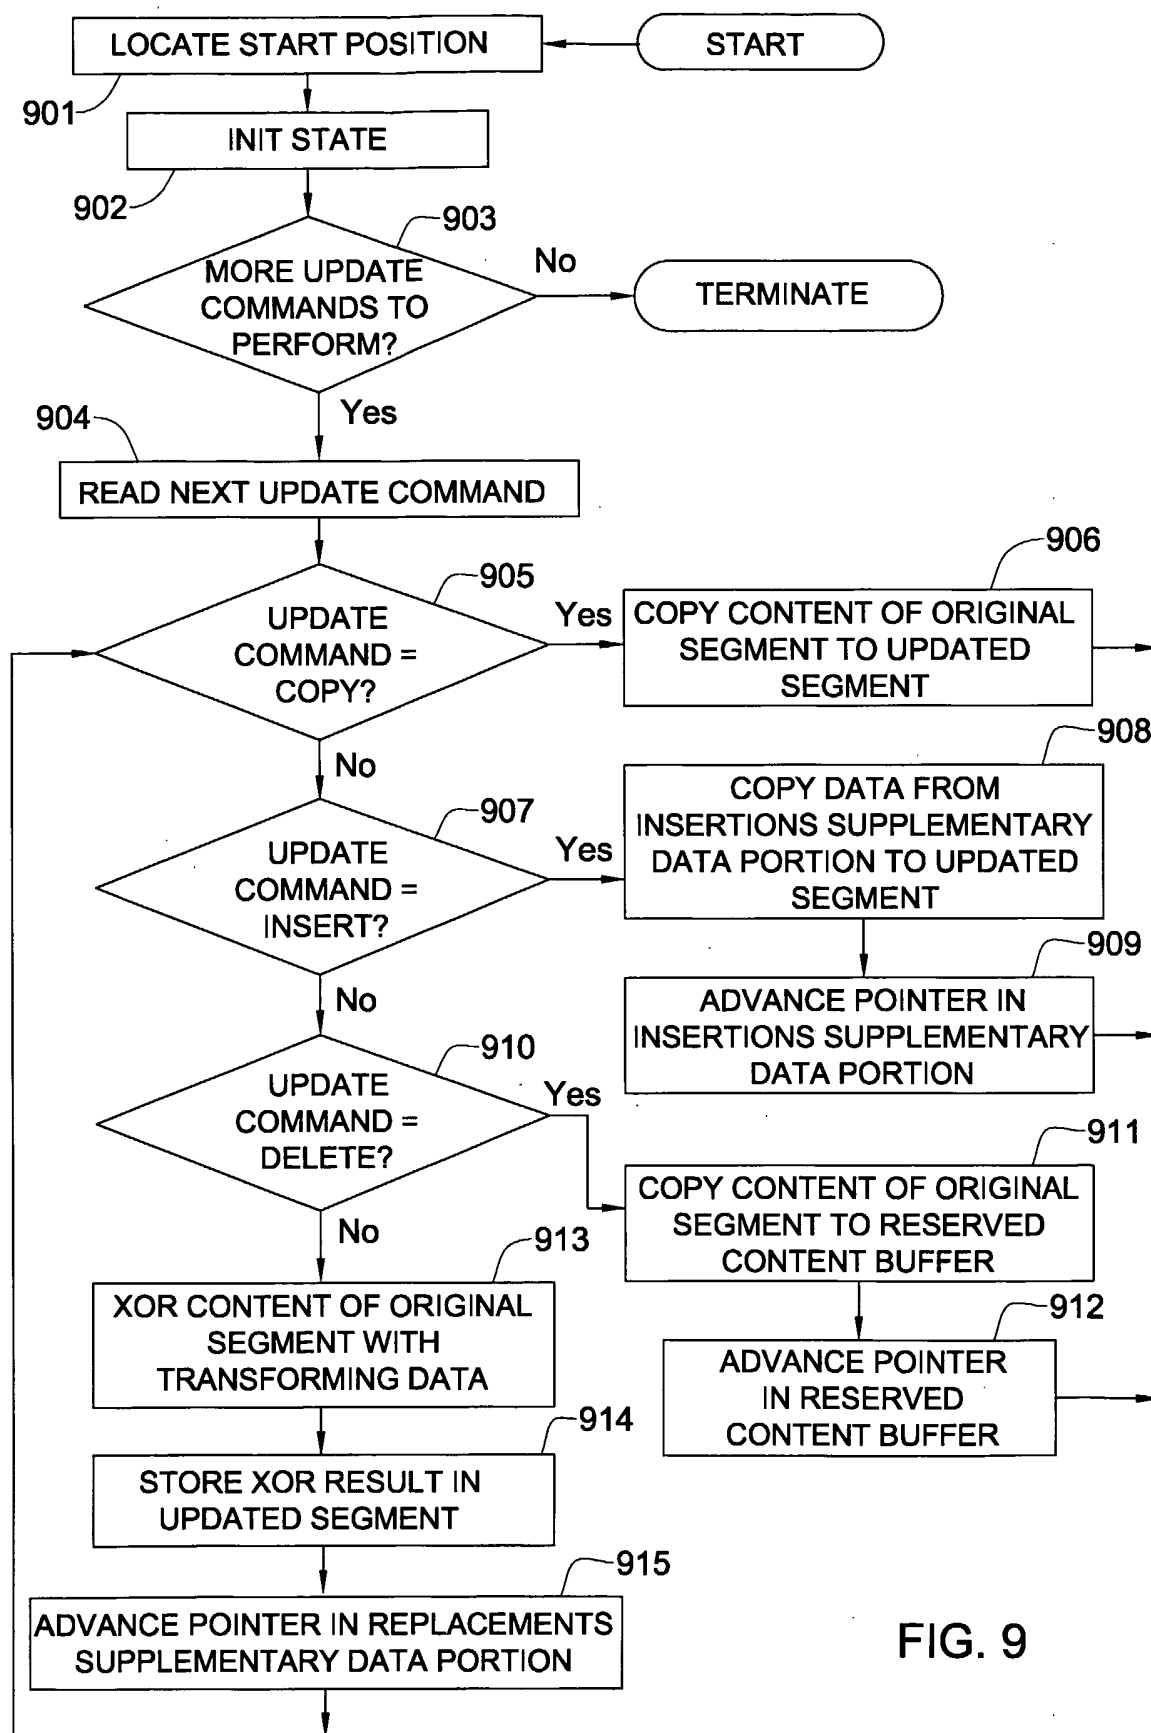 LOCATE START POSITION
START
901
INIT STATE
902
903
MORE UPDATE
COMMANDS TO
PERFORM?
No
TERMINATE
Yes
904
READ NEXT UPDATE COMMAND
905
UPDATE
COMMAND =
COPY?
Yes
906
COPY CONTENT OF ORIGINAL
SEGMENT TO UPDATED
SEGMENT
No
907
UPDATE
COMMAND =
INSERT?
Yes
908
COPY DATA FROM
INSERTIONS SUPPLEMENTARY
DATA PORTION TO UPDATED
SEGMENT
909
ADVANCE POINTER IN
INSERTIONS SUPPLEMENTARY
DATA PORTION
No
910
UPDATE
COMMAND =
DELETE?
Yes
911
COPY CONTENT OF ORIGINAL
SEGMENT TO RESERVED
CONTENT BUFFER
912
ADVANCE POINTER
IN RESERVED
CONTENT BUFFER
No
913
XOR CONTENT OF ORIGINAL
SEGMENT WITH
TRANSFORMING DATA
914
STORE XOR RESULT IN
UPDATED SEGMENT
915
ADVANCE POINTER IN REPLACEMENTS
SUPPLEMENTARY DATA PORTION
FIG. 9